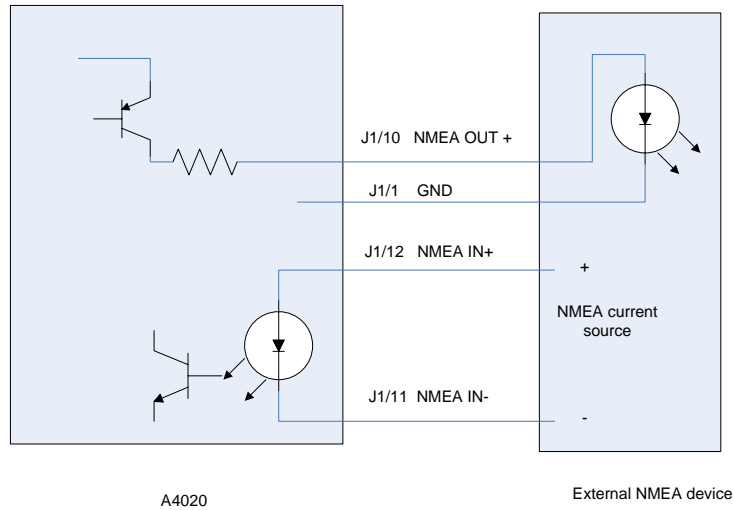 J1/10 NMEA OUT +
J1/1 GND
J1/12 NMEA IN+
+
NMEA current
source
J1/11 NMEA IN-
-
A4020
External NMEA device